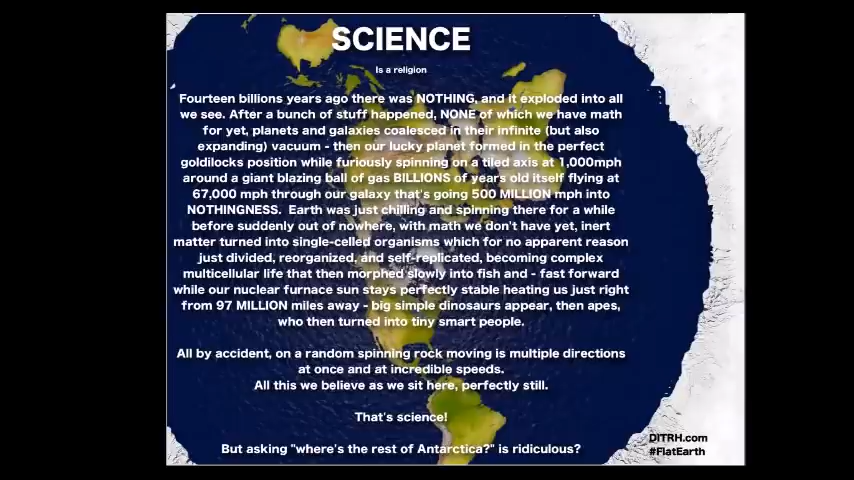 SCIENCE
Is a religion
Fourteen billions years ago there was NOTHING, and it exploded into all
we see. After a bunch of stuff happened, NONE of which we have math
for yet, planets and galaxies coalesced in their infinite (but also
expanding) vacuum - then our lucky planet formed in the perfect
goldilocks position while furiously spinning on a tiled axis at 1,000mph
around a giant blazing ball of gas BILLIONS of years old itself flying at
67,000 mph through our galaxy that's going 500 MILLION mph into
NOTHINGNESS. Earth was just chilling and spinning there for a while
before suddenly out of nowhere, with math we don't have yet, inert
matter turned into single-celled organisms which for no apparent reason
just divided, reorganized, and self-replicated, becoming complex
multicellular life that then morphed slowly into fish and - fast forward
while our nuclear furnace sun stays perfectly stable heating us just right
from 97 MILLION miles away - big simple dinosaurs appear, then apes,
who then turned into tiny smart people.
All by accident, on a random spinning rock moving is multiple directions
at once and at incredible speeds.
All this we believe as we sit here, perfectly still.
That's science!
But asking "where's the rest of Antarctica?" is ridiculous?
DITRH.com
#FlatEarth